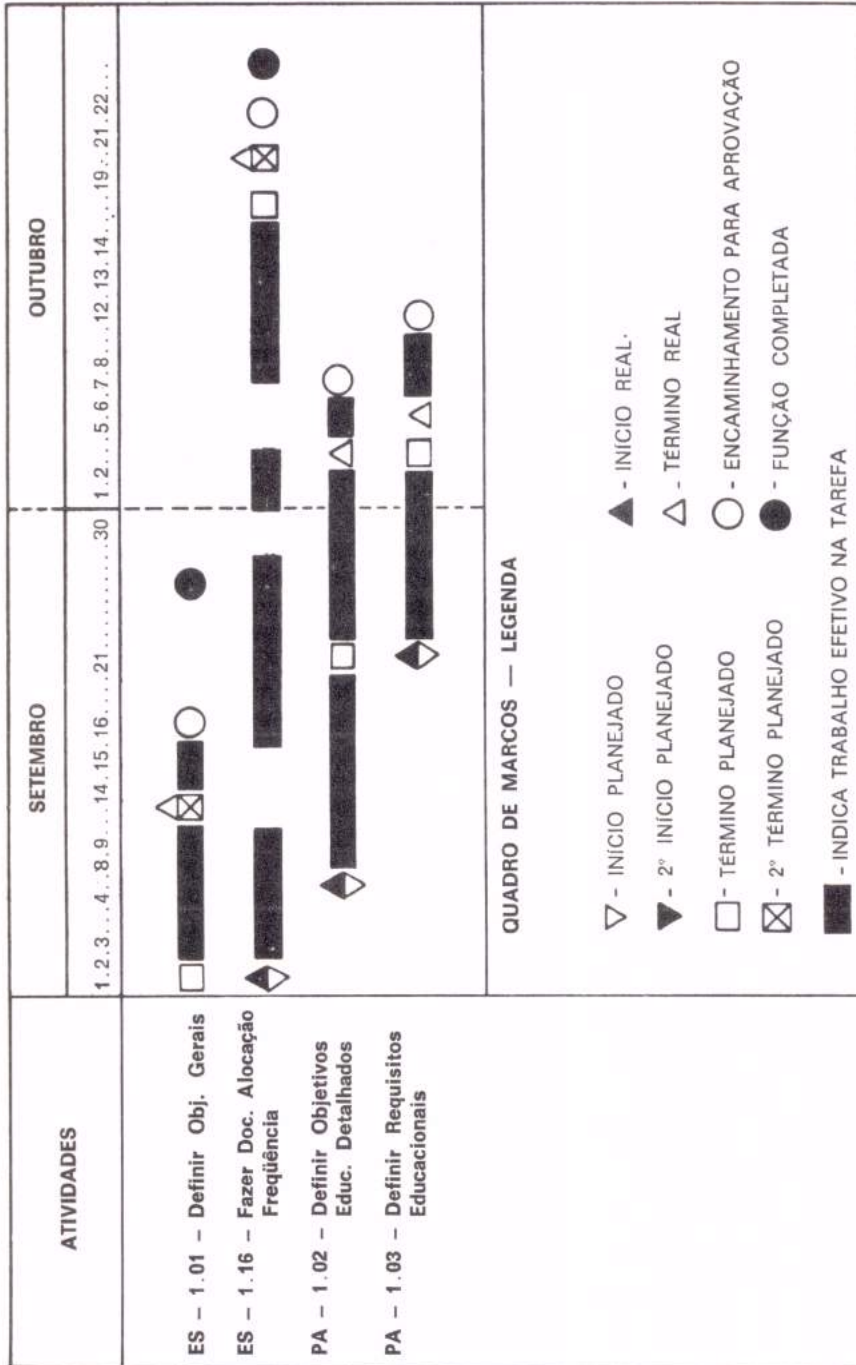 ATIVIDADES
SETEMBRO
OUTUBRO
1.2.3...4..8.9...14.15.16....21..........30
1.2...5.6.7.8...12.13.14.....19..21.22...
ES – 1.01 – Definir Obj. Gerais
ES – 1.16 – Fazer Doc. Alocação
Freqüência
PA – 1.02 – Definir Objetivos
Educ. Detalhados
PA – 1.03 – Definir Requisitos
Educacionais
QUADRO DE MARCOS — LEGENDA
- INÍCIO PLANEJADO
- 2º INÍCIO PLANEJADO
- TÉRMINO PLANEJADO
- 2º TÉRMINO PLANEJADO
- INDICA TRABALHO EFETIVO NA TAREFA
- INÍCIO REAL.
- TÉRMINO REAL
- ENCAMINHAMENTO PARA APROVAÇÃO
- FUNÇÃO COMPLETADA